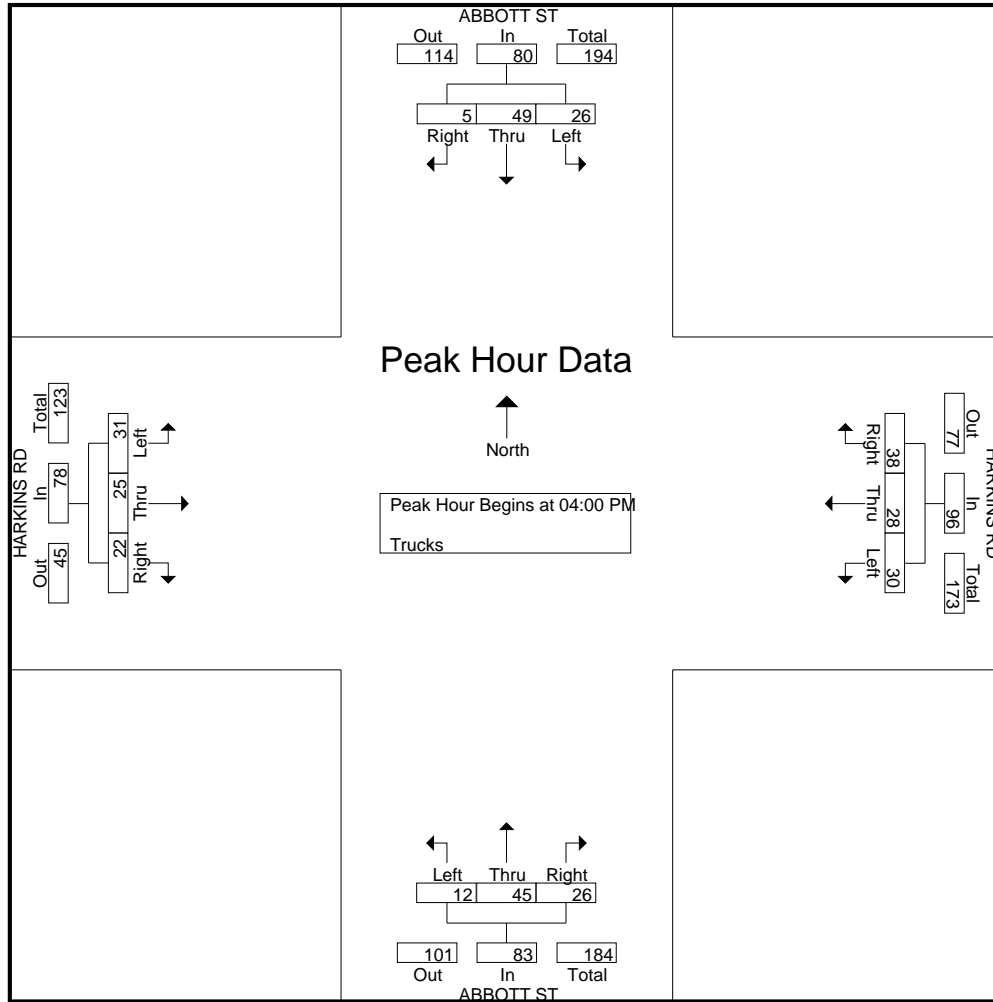 ABBOTT ST
Out In Total
114 80 194
5 49 26
Right Thru Left
Peak Hour Data
North
Peak Hour Begins at 04:00 PM
Trucks
HARKINS RD
Out In Total
45 78 123
22 25 31
Right Thru Left
HARKINS RD
Out In Total
77 96 173
38 28 30
Right Thru Left
Left Thru Right
12 45 26
101 83 184
Out In Total
ABBOTT ST